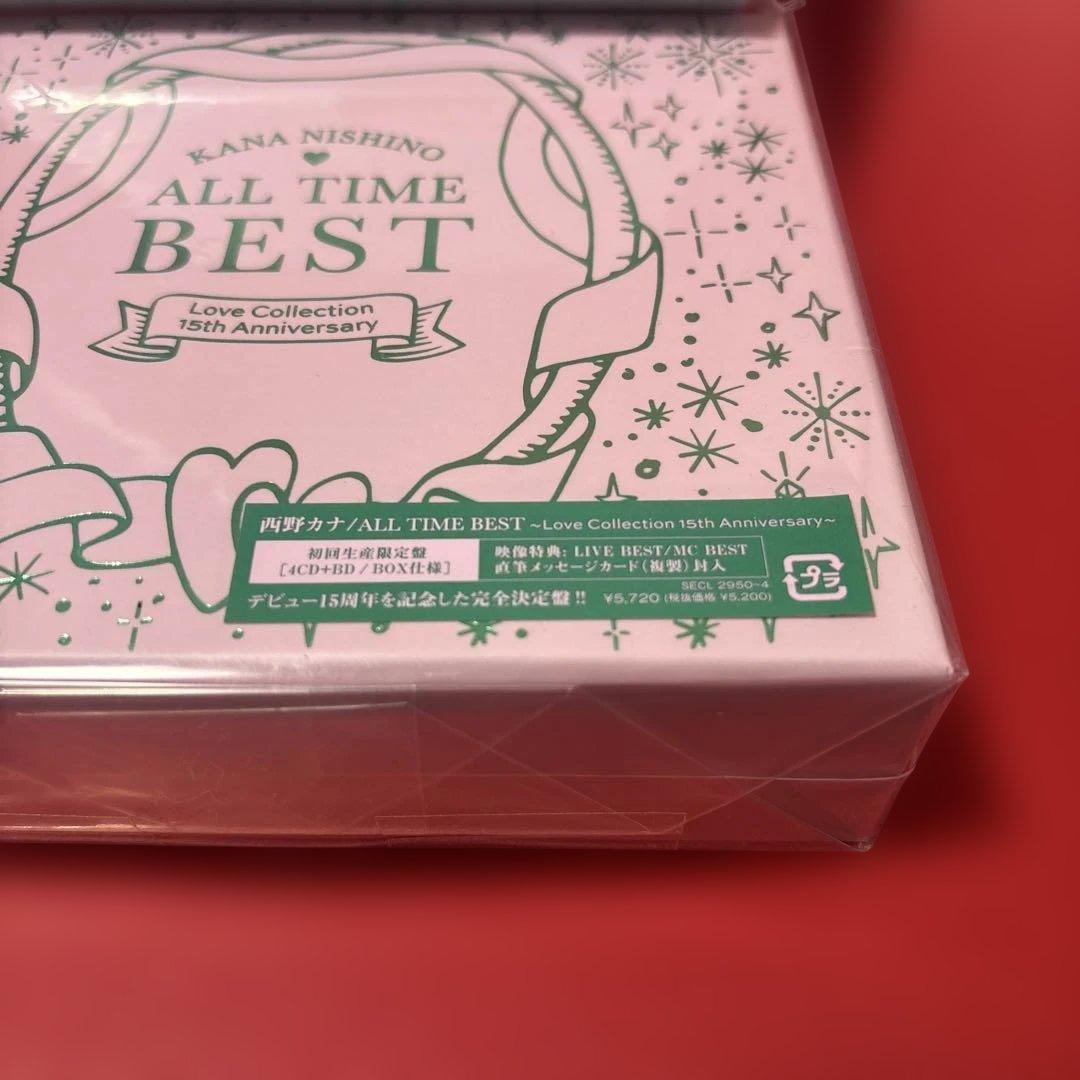 KANA NISHINO
ALL TIME
BEST
Love Collection
15th Anniversary
西野カナ/ALL TIME BEST ~Love Collection 15th Anniversary~
初回生産限定盤
[4CD+BD / BOX仕様]
映像特典: LIVE BEST/MC BEST
直筆メッセージカード(複製)封入
SECL 2950~4
デビュー15周年を記念した完全決定盤!!
¥5,720 (税抜価格 ¥5,200)
プラ